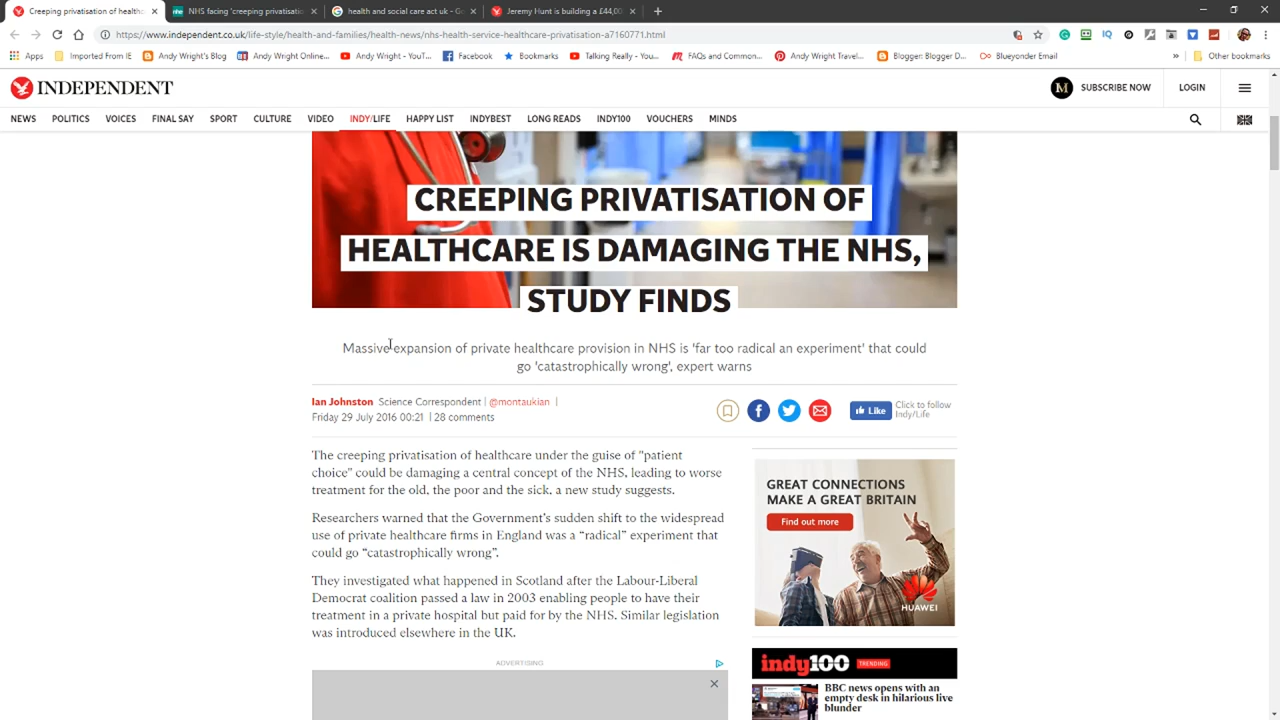 Creeping privatisation of healthc
NHS facing 'creeping privatisatio
health and social care act uk - Go
Jeremy Hunt is building a £44,00
https://www.independent.co.uk/life-style/health-and-families/health-news/nhs-health-service-healthcare-privatisation-a7160771.html
Apps
Imported From IE
Andy Wright's Blog
Andy Wright Online...
Andy Wright - YouT...
Facebook
Bookmarks
Talking Really - You...
FAQs and Common...
Andy Wright Travel...
Blogger: Blogger D...
Blueyonder Email
»
Other bookmarks
INDEPENDENT
M
SUBSCRIBE NOW
LOGIN
NEWS POLITICS VOICES FINAL SAY SPORT CULTURE VIDEO INDY/LIFE HAPPY LIST INDYBEST LONG READS INDY100 VOUCHERS MINDS
CREEPING PRIVATISATION OF
HEALTHCARE IS DAMAGING THE NHS,
STUDY FINDS
Massive expansion of private healthcare provision in NHS is 'far too radical an experiment' that could
go 'catastrophically wrong', expert warns
Ian Johnston Science Correspondent | @montaukian |
Friday 29 July 2016 00:21 | 28 comments
Like
Click to follow
Indy/Life
The creeping privatisation of healthcare under the guise of “patient
choice” could be damaging a central concept of the NHS, leading to worse
treatment for the old, the poor and the sick, a new study suggests.
Researchers warned that the Government’s sudden shift to the widespread
use of private healthcare firms in England was a “radical” experiment that
could go “catastrophically wrong”.
They investigated what happened in Scotland after the Labour-Liberal
Democrat coalition passed a law in 2003 enabling people to have their
treatment in a private hospital but paid for by the NHS. Similar legislation
was introduced elsewhere in the UK.
ADVERTISING
GREAT CONNECTIONS
MAKE A GREAT BRITAIN
Find out more
HUAWEI
indy100 TRENDING
BBC news opens with an
empty desk in hilarious live
blunder